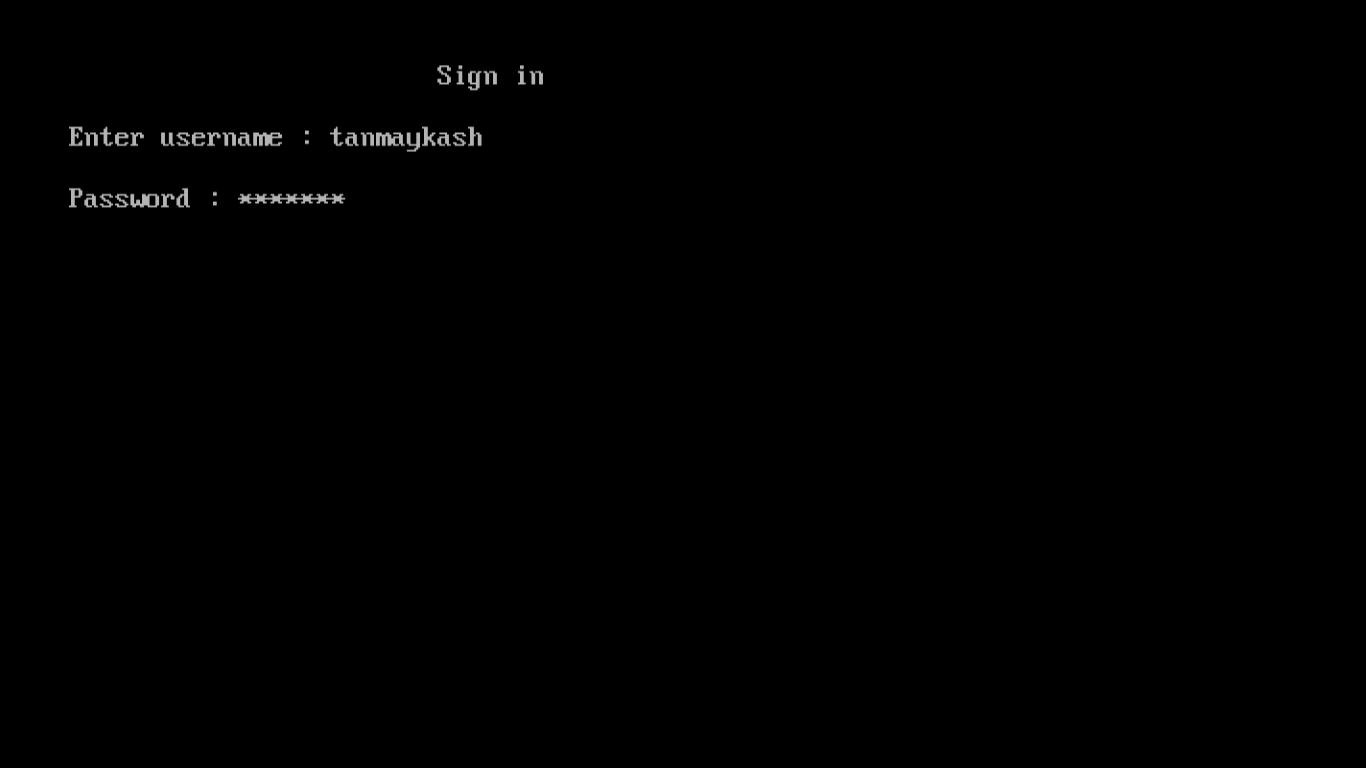 Sign in
Enter username : tanmaykash
Password : *******